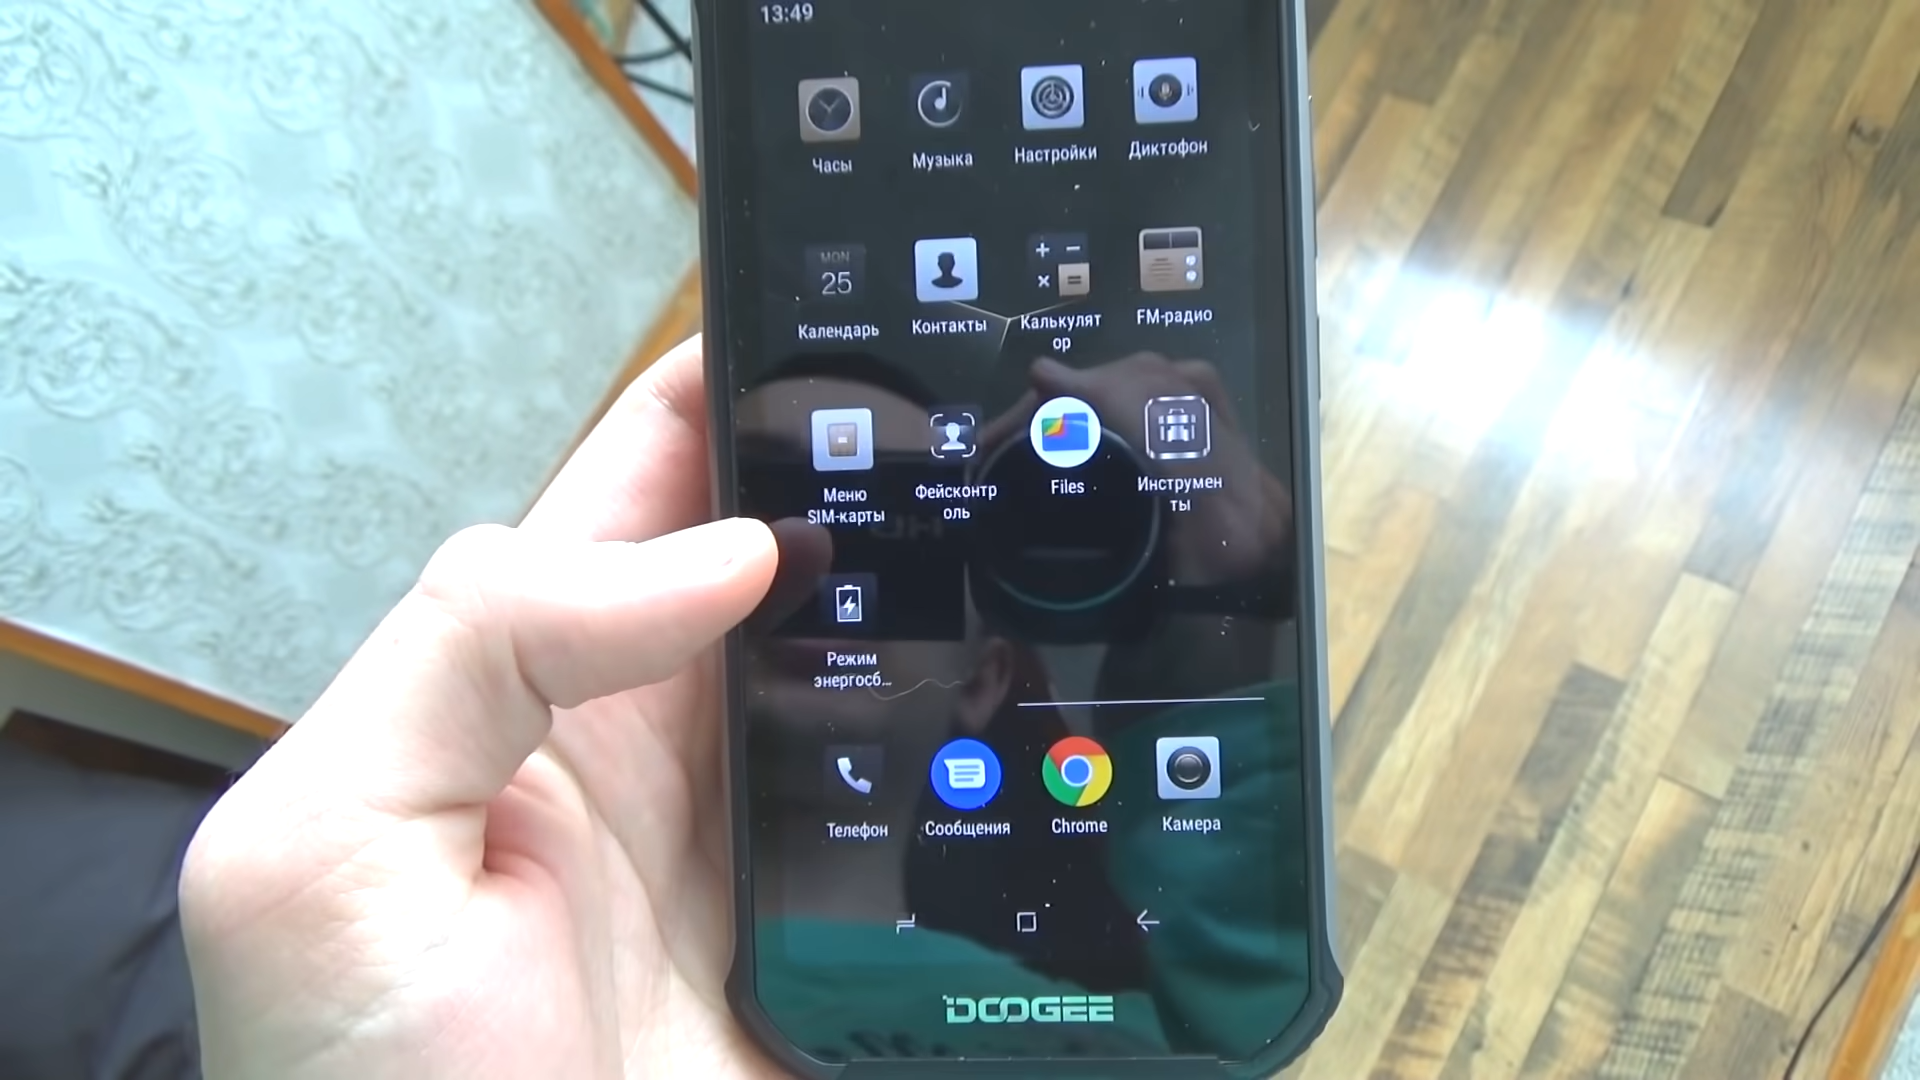 13:49
Часы
Музыка
Настройки
Диктофон
MON
25
Календарь
Контакты
Калькулят
ор
FM-радио
Меню
SIM-карты
Фейсконтр
оль
Files
Инструмен
ты
Режим
энергосб...
Телефон
Сообщения
Chrome
Камера
DOOGEE